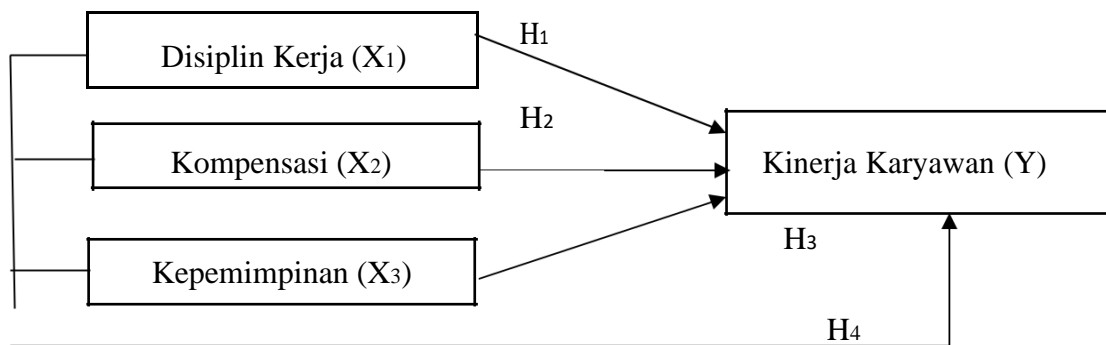 Disiplin Kerja (X1)
H1
H2
Kompensasi (X2)
Kinerja Karyawan (Y)
H3
Kepemimpinan (X3)
H4